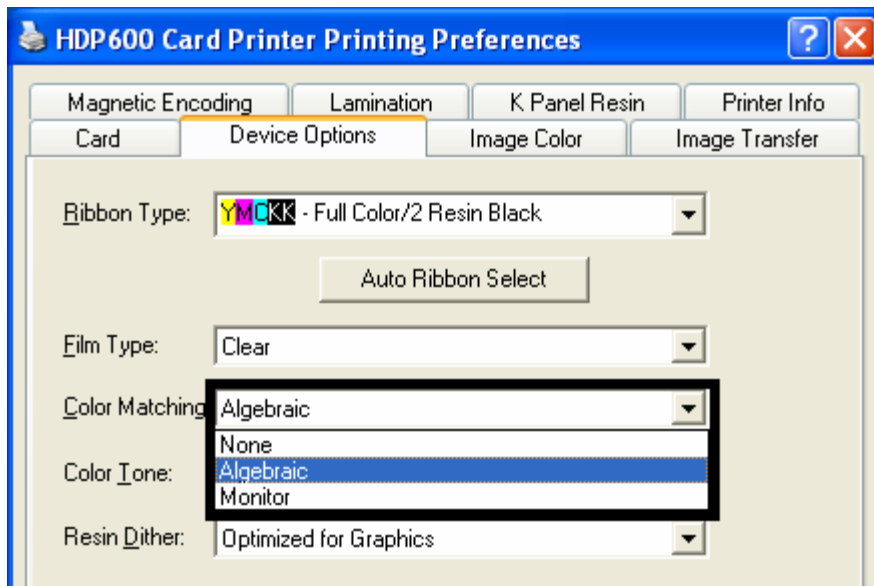 HDP600 Card Printer Printing Preferences
Magnetic Encoding Lamination K Panel Resin Printer Info
Card Device Options Image Color Image Transfer
Ribbon Type: YMCKK - Full Color/2 Resin Black
Auto Ribbon Select
Film Type: Clear
Color Matching Algebraic
None
Color Tone: Algebraic
Monitor
Resin Dither: Optimized for Graphics